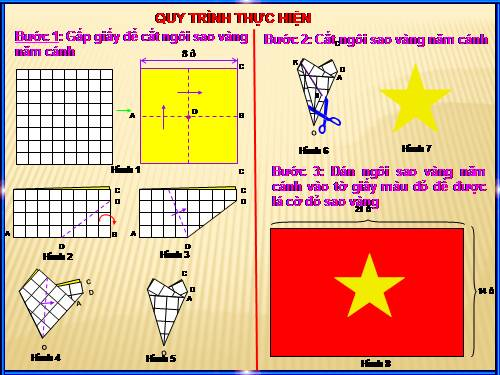 QUY TRÌNH THỰC HIỆN
Bước 1: Gấp giấy để cắt ngôi sao vàng
năm cánh
8 ô
C
A
D
B
Hình 1
C
D
A
B
O
Hình 2
C
D
A
O
Hình 3
C
D
A
O
Hình 4
C
D
A
O
Hình 5
Bước 2: Cắt ngôi sao vàng năm cánh
K
D
A
O
Hình 6
Hình 7
Bước 3: Dán ngôi sao vàng năm
cánh vào tờ giấy màu đỏ để được
lá cờ đỏ sao vàng
21 ô
14 ô
Hình 8